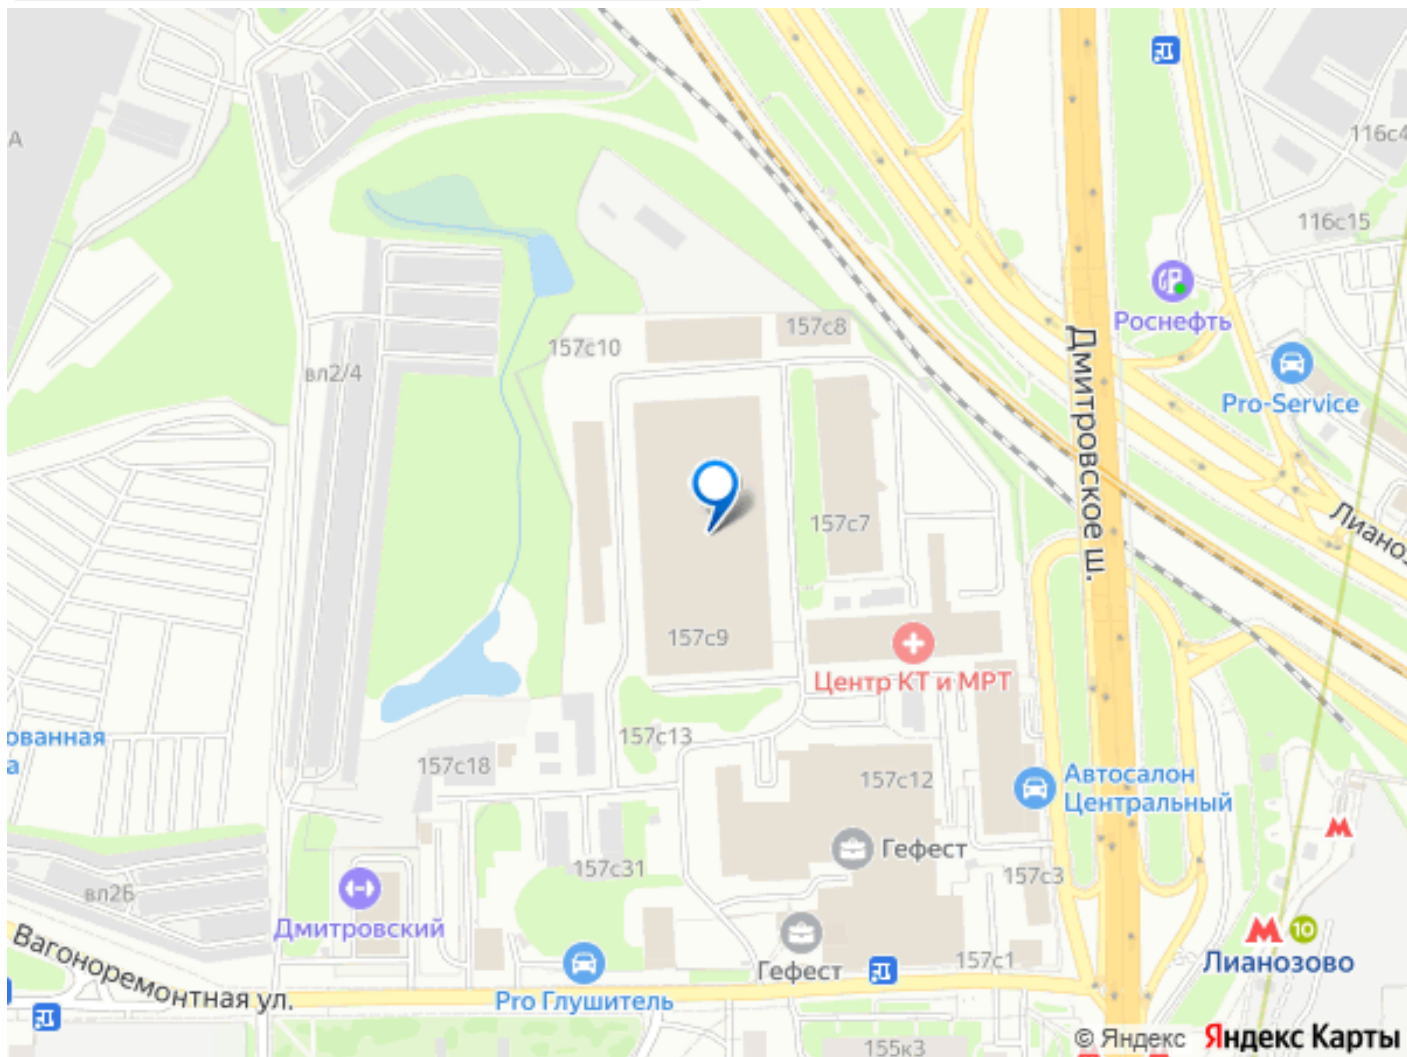 А
116с4
116с15
Роснефть
157с8
157с10
Дмитровское ш.
вл2/4
Pro-Service
157с7
Лианоз
157с9
Центр КТ и МРТ
ованная
а
157с13
157с18
157с12
Автосалон
Центральный
Гефест
157с31
157с3
вл2Б
Дмитровский
10
Лианозово
Вагоноремонтная ул.
Гефест
157с1
Pro Глушитель
155к3
© Яндекс Яндекс Карты